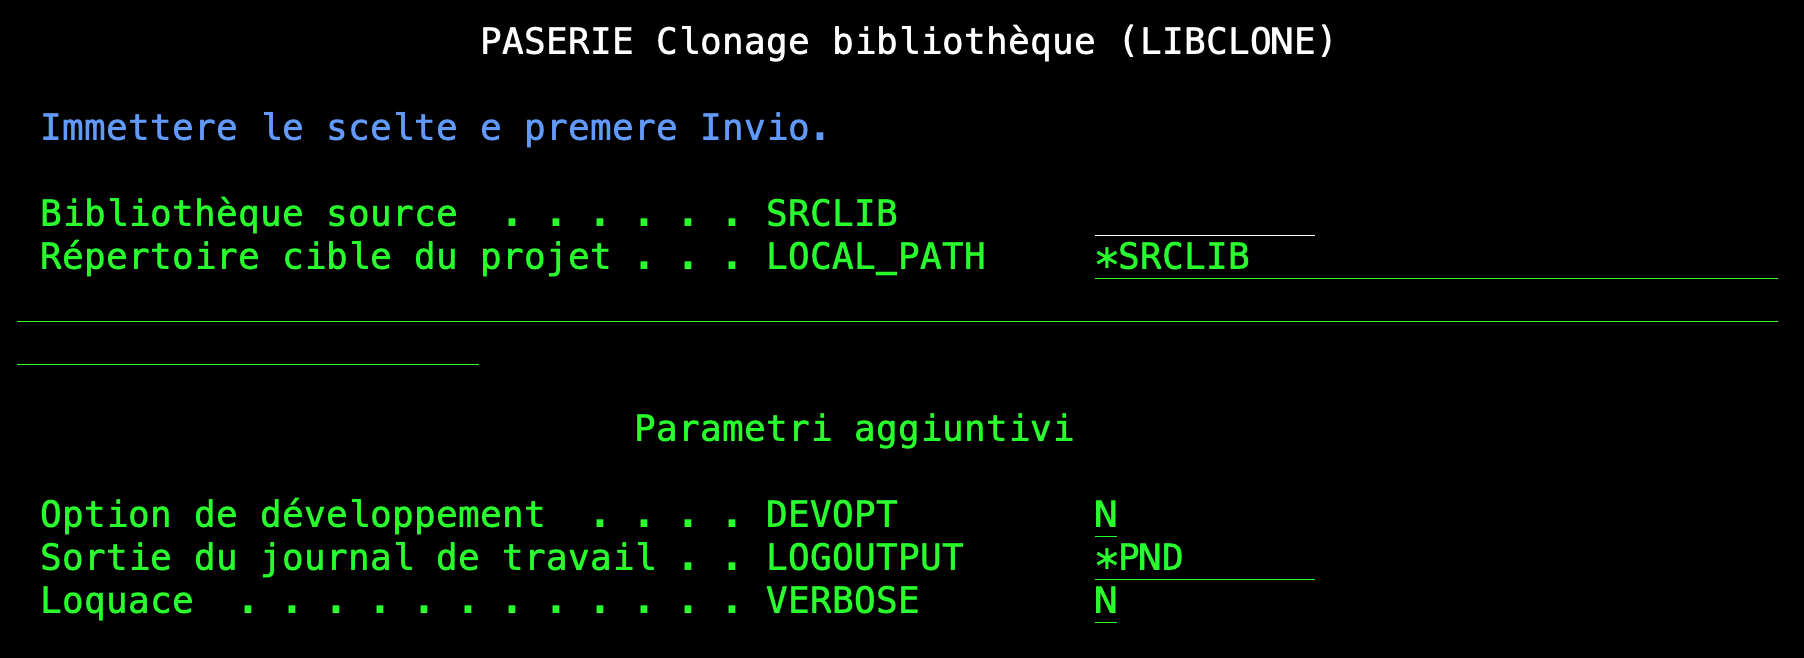 PASERIE Clonage bibliothèque (LIBCLONE)
Immettere le scelte e premere Invio.
Bibliothèque source  . . . . . . SRCLIB
Répertoire cible du projet . . . LOCAL_PATH     *SRCLIB
Parametri aggiuntivi
Option de développement  . . . . DEVOPT         N
Sortie du journal de travail . . LOGOUTPUT      *PND
Loquace  . . . . . . . . . . . . VERBOSE        N